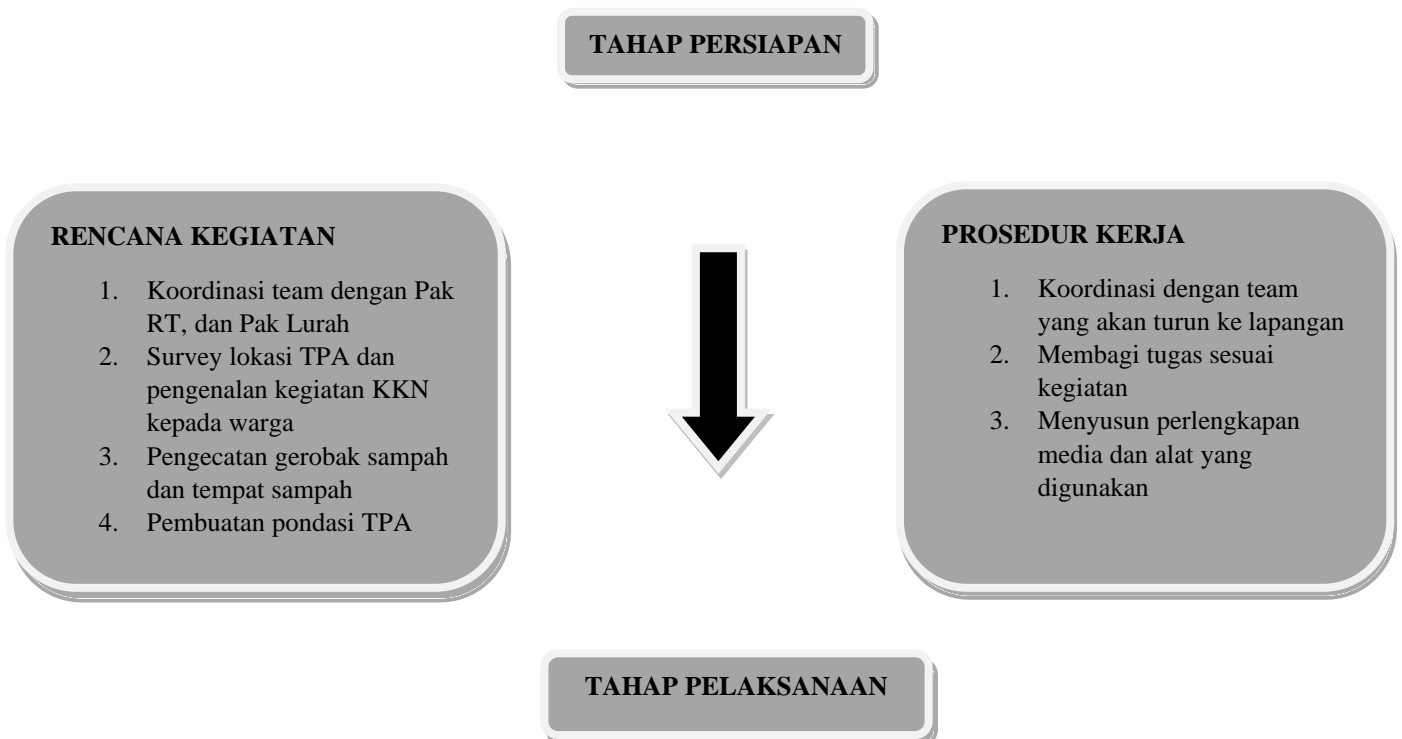 TAHAP PERSIAPAN
RENCANA KEGIATAN
1. Koordinasi team dengan Pak
RT, dan Pak Lurah
2. Survey lokasi TPA dan
pengenalan kegiatan KKN
kepada warga
3. Pengecatan gerobak sampah
dan tempat sampah
4. Pembuatan pondasi TPA
PROSEDUR KERJA
1. Koordinasi dengan team
yang akan turun ke lapangan
2. Membagi tugas sesuai
kegiatan
3. Menyusun perlengkapan
media dan alat yang
digunakan
TAHAP PELAKSANAAN